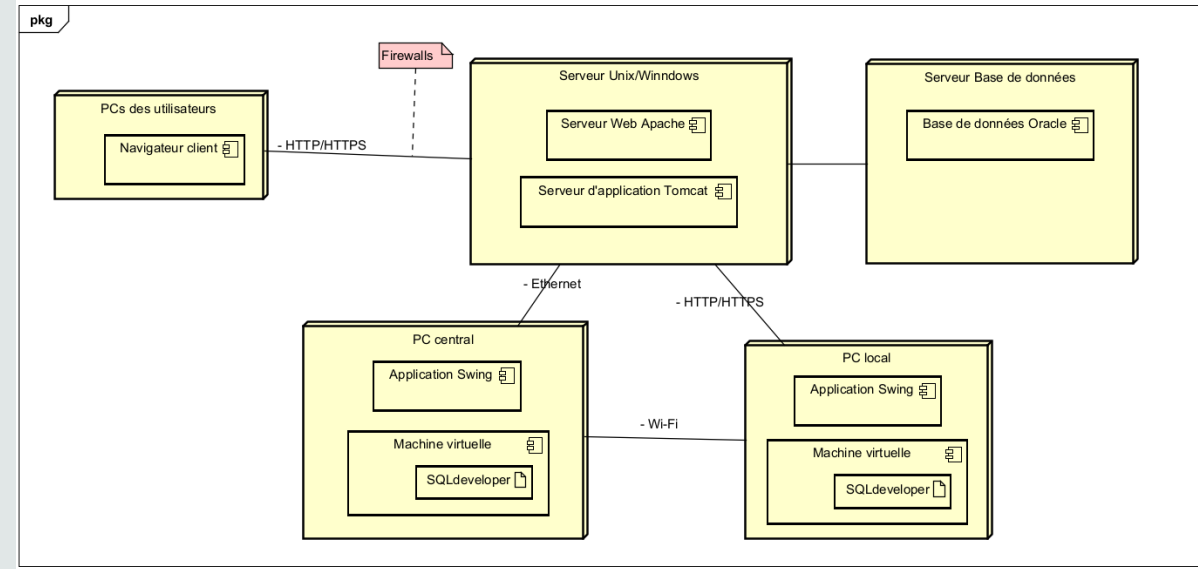 pkg
Firewalls
PCs des utilisateurs
Navigateur client
- HTTP/HTTPS
Serveur Unix/Winndows
Serveur Web Apache
Serveur d'application Tomcat
Serveur Base de données
Base de données Oracle
- Ethernet
- HTTP/HTTPS
PC central
Application Swing
Machine virtuelle
SQLdeveloper
- Wi-Fi
PC local
Application Swing
Machine virtuelle
SQLdeveloper